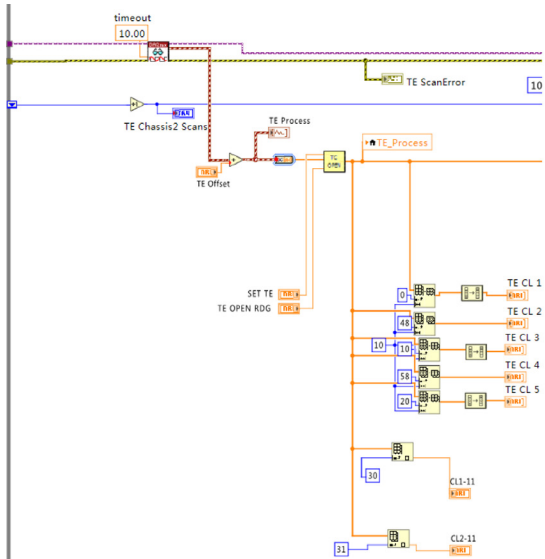 timeout
10.00
TE ScanError
10
TE Chassis2 Scans
TE Process
TE_Process
TE Offset
TE
OPEN
SET TE
TE OPEN RDG
TE CL 1
0
TE CL 2
48
TE CL 3
10
10
TE CL 4
58
TE CL 5
20
30
CL1-11
31
CL2-11